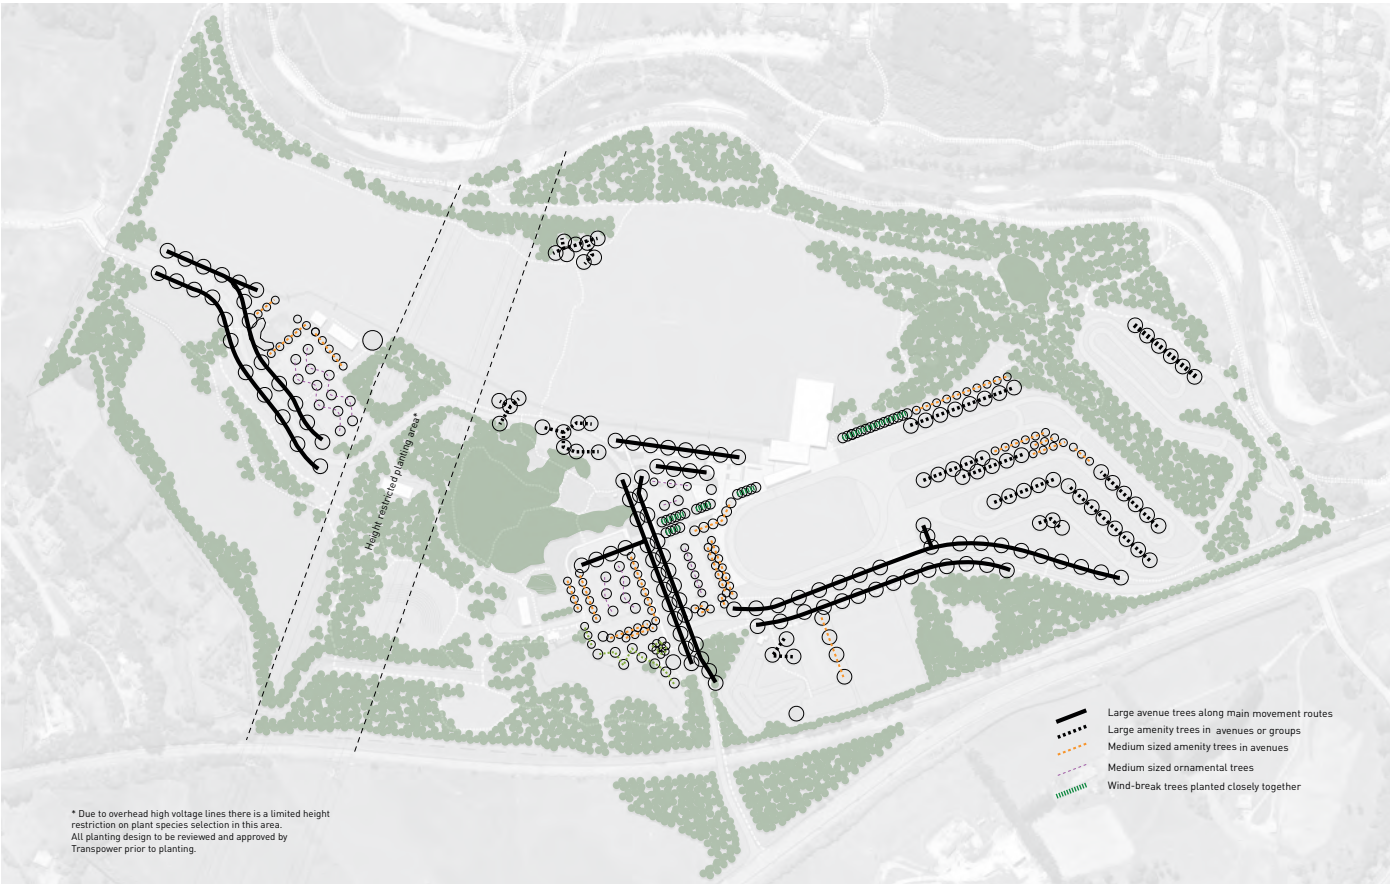 Height restricted planting area*
Large avenue trees along main movement routes
Large amenity trees in avenues or groups
Medium sized amenity trees in avenues
Medium sized ornamental trees
Wind-break trees planted closely together
* Due to overhead high voltage lines there is a limited height
restriction on plant species selection in this area.
All planting design to be reviewed and approved by
Transpower prior to planting.